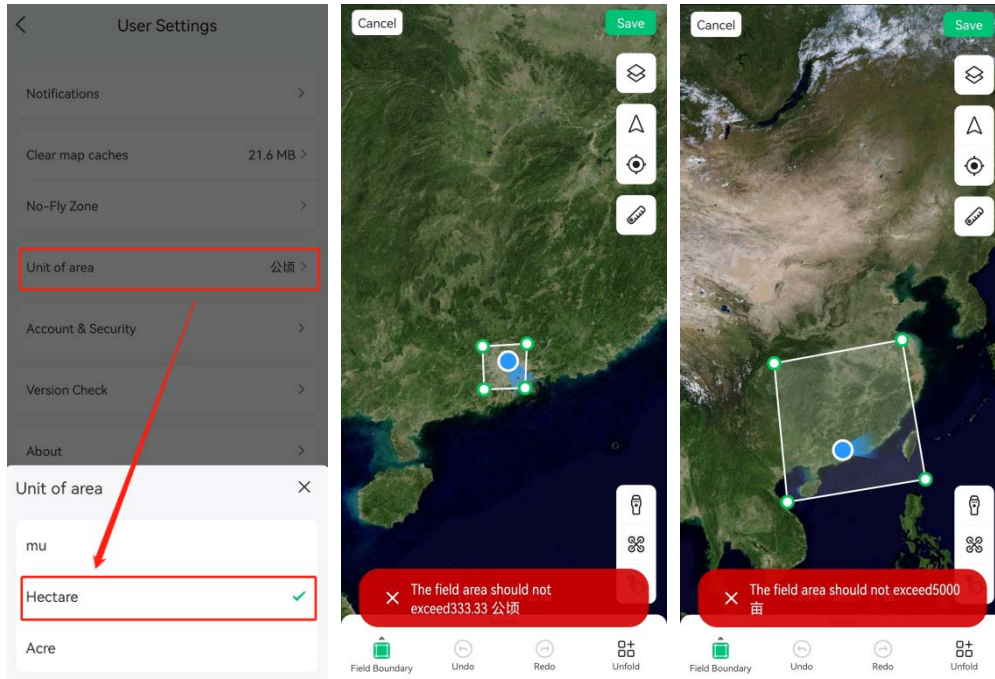 User Settings
Notifications
Clear map caches 21.6 MB
No-Fly Zone
Unit of area 公顷
Account & Security
Version Check
About
Unit of area
mu
Hectare
Acre
Cancel Save
The field area should not
exceed333.33 公顷
Field Boundary Undo Redo Unfold
Cancel Save
The field area should not exceed5000
亩
Field Boundary Undo Redo Unfold